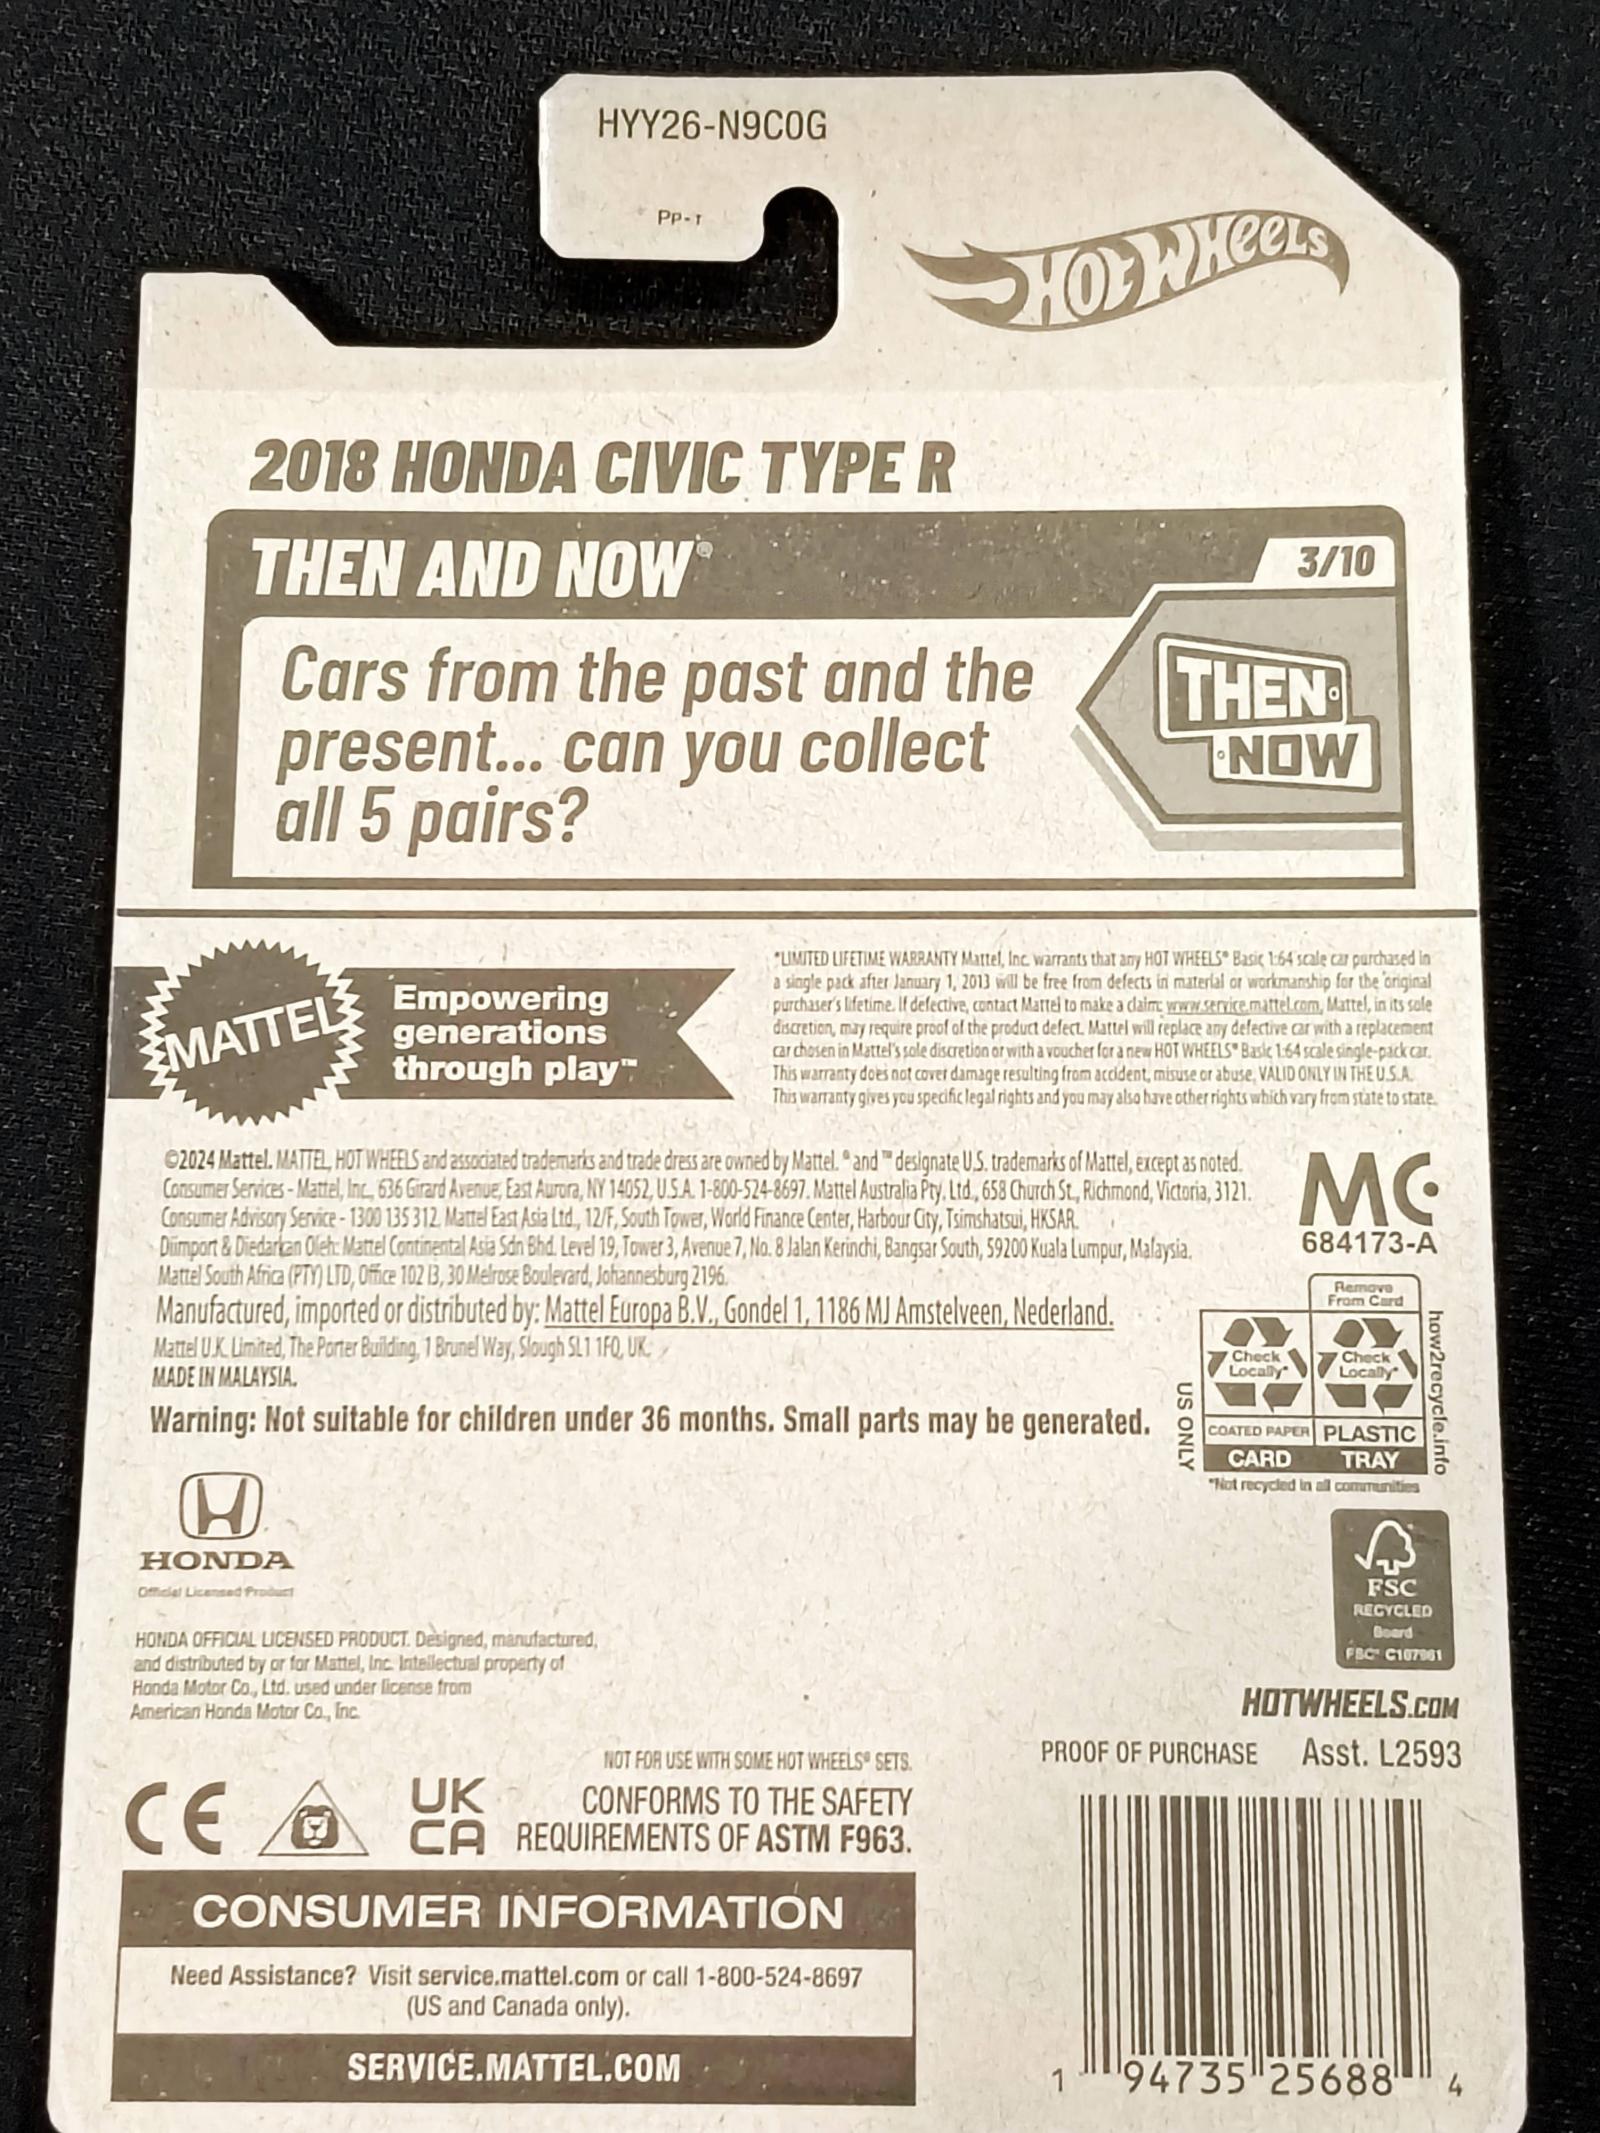 HYY26-N9C0G
PP-T
HOT WHEELS
2018 HONDA CIVIC TYPE R
THEN AND NOW®
3/10
Cars from the past and the
present... can you collect
all 5 pairs?
THEN
NOW
MATTEL
Empowering
generations
through play™
*LIMITED LIFETIME WARRANTY Mattel, Inc. warrants that any HOT WHEELS® Basic 1:64 scale car purchased in
a single pack after January 1, 2013 will be free from defects in material or workmanship for the original
purchaser's lifetime. If defective, contact Mattel to make a claim: www.service.mattel.com. Mattel, in its sole
discretion, may require proof of the product defect. Mattel will replace any defective car with a replacement
car chosen in Mattel's sole discretion or with a voucher for a new HOT WHEELS® Basic 1:64 scale single-pack car.
This warranty does not cover damage resulting from accident, misuse or abuse. VALID ONLY IN THE U.S.A.
This warranty gives you specific legal rights and you may also have other rights which vary from state to state.
©2024 Mattel. MATTEL, HOT WHEELS and associated trademarks and trade dress are owned by Mattel. ® and ™ designate U.S. trademarks of Mattel, except as noted.
Consumer Services - Mattel, Inc., 636 Girard Avenue, East Aurora, NY 14052, U.S.A. 1-800-524-8697. Mattel Australia Pty. Ltd., 658 Church St., Richmond, Victoria, 3121.
Consumer Advisory Service - 1300 135 312. Mattel East Asia Ltd., 12/F, South Tower, World Finance Center, Harbour City, Tsimshatsui, HKSAR.
Diimport & Diedarkan Oleh: Mattel Continental Asia Sdn Bhd. Level 19, Tower 3, Avenue 7, No. 8 Jalan Kerinchi, Bangsar South, 59200 Kuala Lumpur, Malaysia.
Mattel South Africa (PTY) LTD, Office 102 I3, 30 Melrose Boulevard, Johannesburg 2196.
Manufactured, imported or distributed by: Mattel Europa B.V., Gondel 1, 1186 MJ Amstelveen, Nederland.
Mattel U.K. Limited, The Porter Building, 1 Brunel Way, Slough SL1 1FQ, UK.
MADE IN MALAYSIA.
Warning: Not suitable for children under 36 months. Small parts may be generated.
MC
684173-A
Remove
From Card
Check
Locally*
Check
Locally*
COATED PAPER
PLASTIC
CARD
TRAY
US ONLY
how2recycle.info
*Not recycled in all communities
HONDA
Official Licensed Product
FSC
RECYCLED
Board
FSC® C107981
HONDA OFFICIAL LICENSED PRODUCT. Designed, manufactured,
and distributed by or for Mattel, Inc. Intellectual property of
Honda Motor Co., Ltd. used under license from
American Honda Motor Co., Inc.
HOTWHEELS.COM
PROOF OF PURCHASE Asst. L2593
NOT FOR USE WITH SOME HOT WHEELS® SETS.
CE
UK
CA
CONFORMS TO THE SAFETY
REQUIREMENTS OF ASTM F963.
CONSUMER INFORMATION
Need Assistance? Visit service.mattel.com or call 1-800-524-8697
(US and Canada only).
SERVICE.MATTEL.COM
1 94735 25688 4